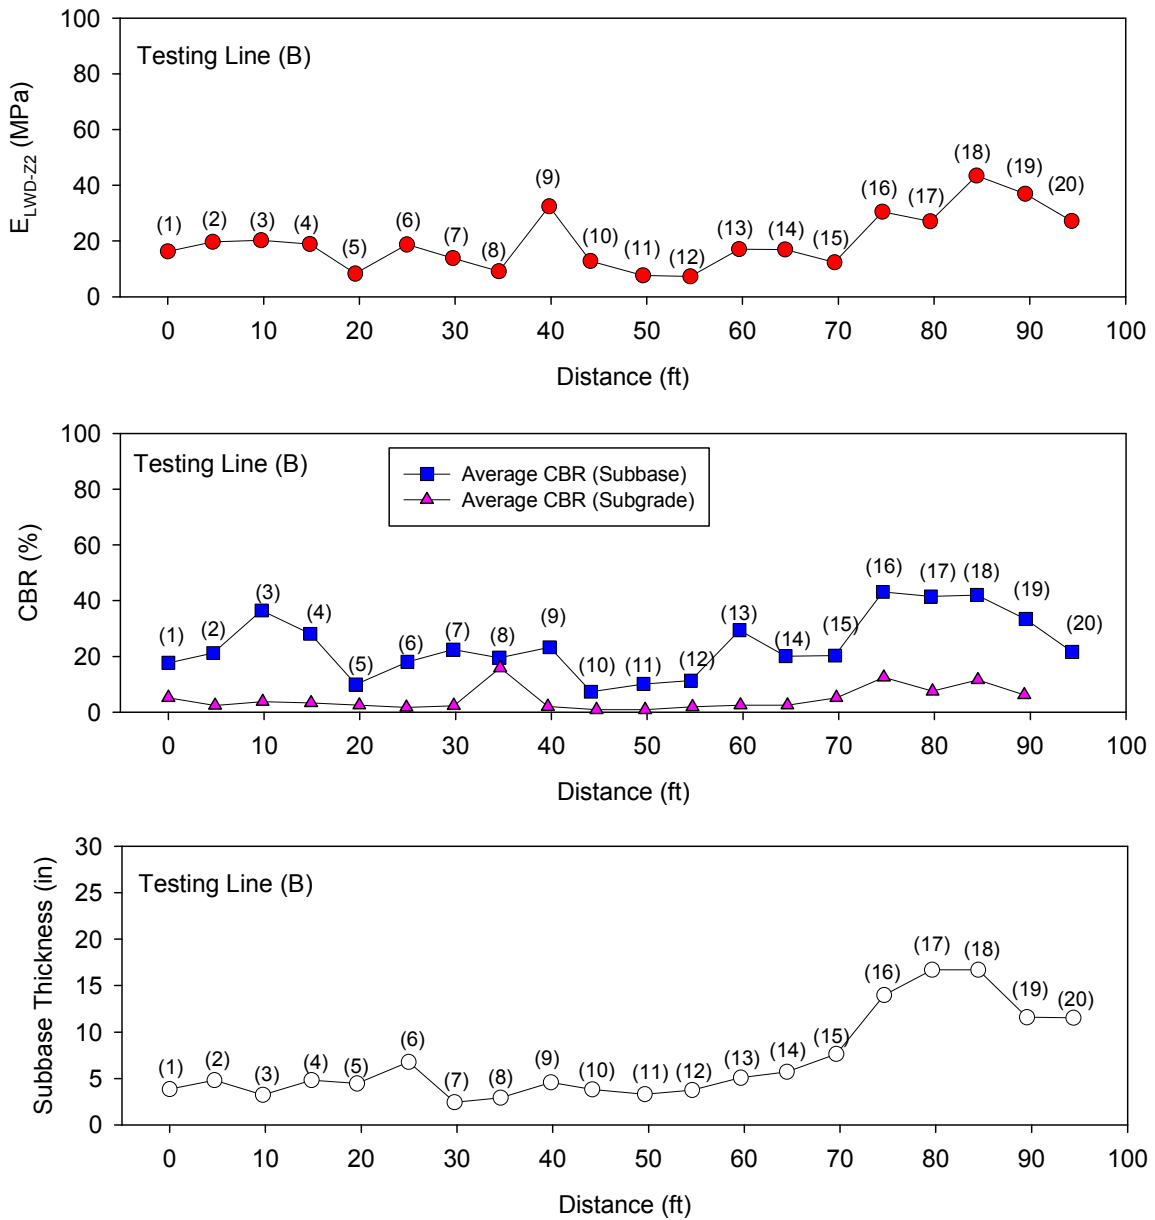 100
80
60
40
20
0
E_LWD-Z2 (MPa)
Testing Line (B)
(1) (2) (3) (4) (5) (6) (7) (8) (9) (10) (11) (12) (13) (14) (15) (16) (17) (18) (19) (20)
0 10 20 30 40 50 60 70 80 90 100
Distance (ft)
100
80
60
40
20
0
CBR (%)
Testing Line (B)
Average CBR (Subbase)
Average CBR (Subgrade)
(1) (2) (3) (4) (5) (6) (7) (8) (9) (10) (11) (12) (13) (14) (15) (16) (17) (18) (19) (20)
0 10 20 30 40 50 60 70 80 90 100
Distance (ft)
30
25
20
15
10
5
0
Subbase Thickness (in)
Testing Line (B)
(1) (2) (3) (4) (5) (6) (7) (8) (9) (10) (11) (12) (13) (14) (15) (16) (17) (18) (19) (20)
0 10 20 30 40 50 60 70 80 90 100
Distance (ft)